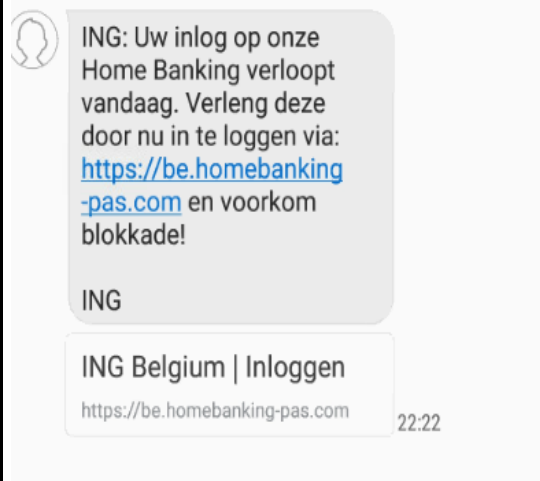 ING: Uw inlog op onze
Home Banking verloopt
vandaag. Verleng deze
door nu in te loggen via:
https://be.homebanking
-pas.com en voorkom
blokkade!
ING
ING Belgium | Inloggen
https://be.homebanking-pas.com
22:22